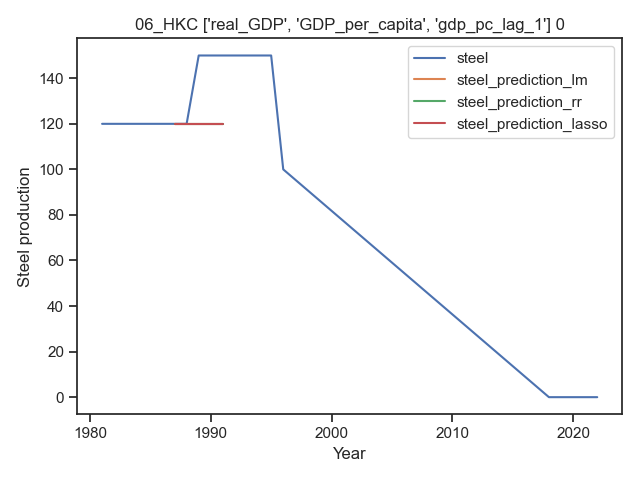 06_HKC ['real_GDP', 'GDP_per_capita', 'gdp_pc_lag_1'] 0
steel
steel_prediction_lm
steel_prediction_rr
steel_prediction_lasso
Steel production
140
120
100
80
60
40
20
0
1980
1990
2000
2010
2020
Year